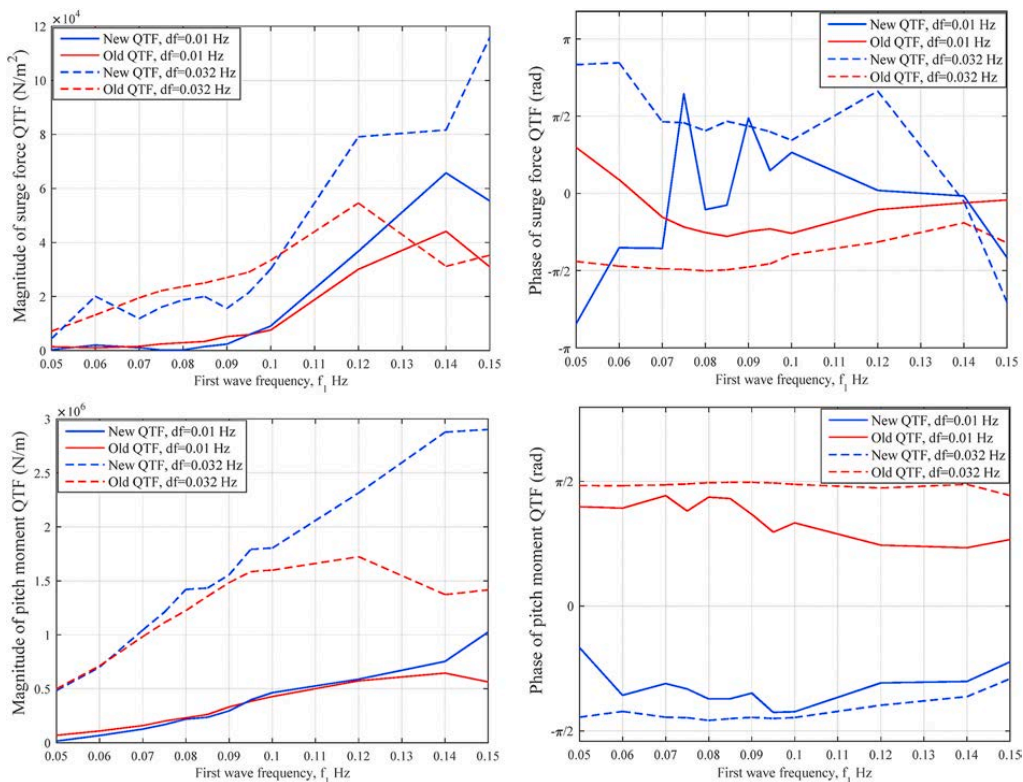 ×10⁴
12
10
8
6
4
2
0
Magnitude of surge force QTF (N/m²)
New QTF, df=0.01 Hz
Old QTF, df=0.01 Hz
New QTF, df=0.032 Hz
Old QTF, df=0.032 Hz
0.05 0.06 0.07 0.08 0.09 0.10 0.11 0.12 0.13 0.14 0.15
First wave frequency, f₁ Hz
π
π/2
0
-π/2
-π
Phase of surge force QTF (rad)
New QTF, df=0.01 Hz
Old QTF, df=0.01 Hz
New QTF, df=0.032 Hz
Old QTF, df=0.032 Hz
0.05 0.06 0.07 0.08 0.09 0.1 0.11 0.12 0.13 0.14 0.15
First wave frequency, f₁ Hz
×10⁶
3
2.5
2
1.5
1
0.5
0
Magnitude of pitch moment QTF (N/m)
New QTF, df=0.01 Hz
Old QTF, df=0.01 Hz
New QTF, df=0.032 Hz
Old QTF, df=0.032 Hz
0.05 0.06 0.07 0.08 0.09 0.10 0.11 0.12 0.13 0.14 0.15
First wave frequency, f₁ Hz
π/2
0
-π/2
Phase of pitch moment QTF (rad)
New QTF, df=0.01 Hz
Old QTF, df=0.01 Hz
New QTF, df=0.032 Hz
Old QTF, df=0.032 Hz
0.05 0.06 0.07 0.08 0.09 0.1 0.11 0.12 0.13 0.14 0.15
First wave frequency, f₁ Hz